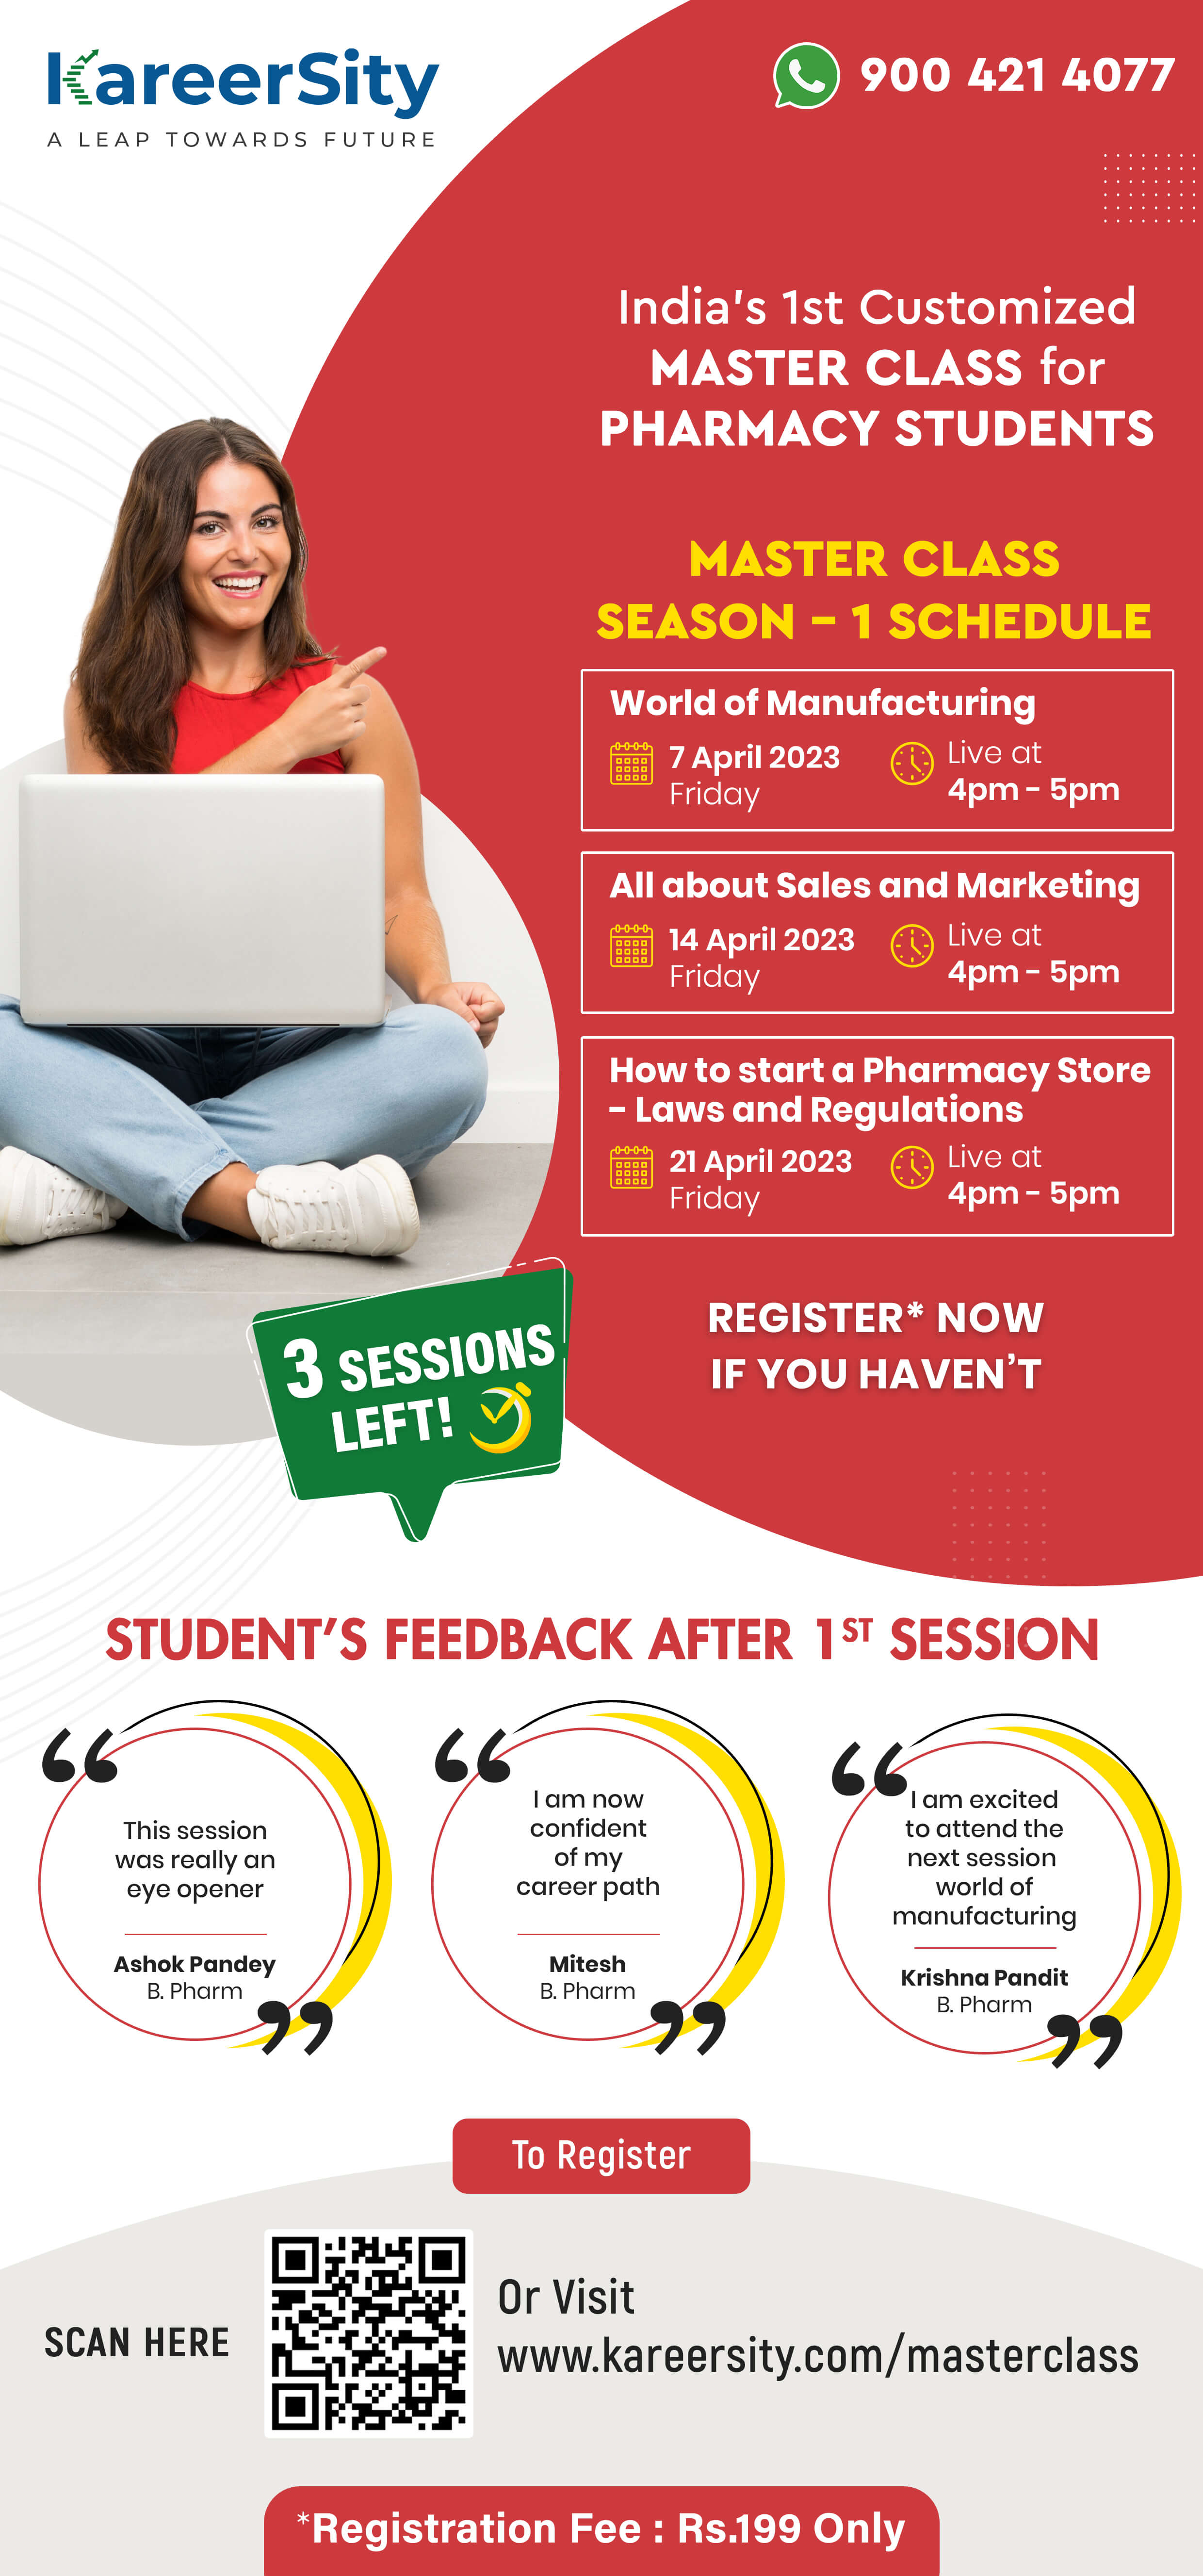 KareerSity
A LEAP TOWARDS FUTURE
900 421 4077
India's 1st Customized
MASTER CLASS for
PHARMACY STUDENTS
MASTER CLASS
SEASON – 1 SCHEDULE
World of Manufacturing
7 April 2023
Friday
Live at
4pm - 5pm
All about Sales and Marketing
14 April 2023
Friday
Live at
4pm - 5pm
How to start a Pharmacy Store
- Laws and Regulations
21 April 2023
Friday
Live at
4pm - 5pm
3 SESSIONS
LEFT!
REGISTER* NOW
IF YOU HAVEN'T
STUDENT'S FEEDBACK AFTER 1ST SESSION
“
This session
was really an
eye opener
Ashok Pandey
B. Pharm
”
“
I am now
confident
of my
career path
Mitesh
B. Pharm
”
“
I am excited
to attend the
next session
world of
manufacturing
Krishna Pandit
B. Pharm
”
To Register
SCAN HERE
Or Visit
www.kareersity.com/masterclass
*Registration Fee : Rs.199 Only